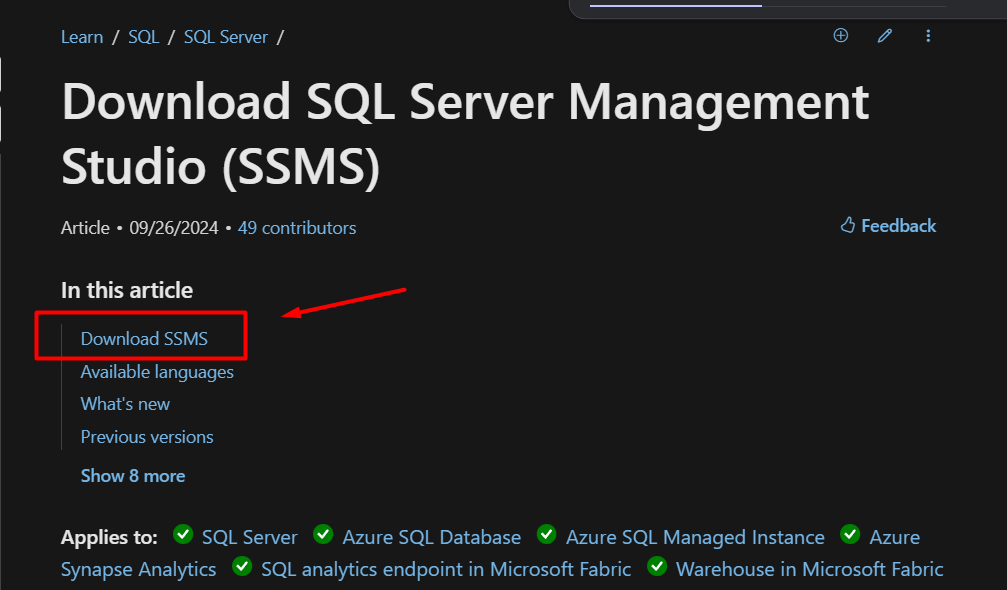 Learn / SQL / SQL Server /
Download SQL Server Management
Studio (SSMS)
Article • 09/26/2024 • 49 contributors
Feedback
In this article
Download SSMS
Available languages
What's new
Previous versions
Show 8 more
Applies to: SQL Server Azure SQL Database Azure SQL Managed Instance Azure
Synapse Analytics SQL analytics endpoint in Microsoft Fabric Warehouse in Microsoft Fabric